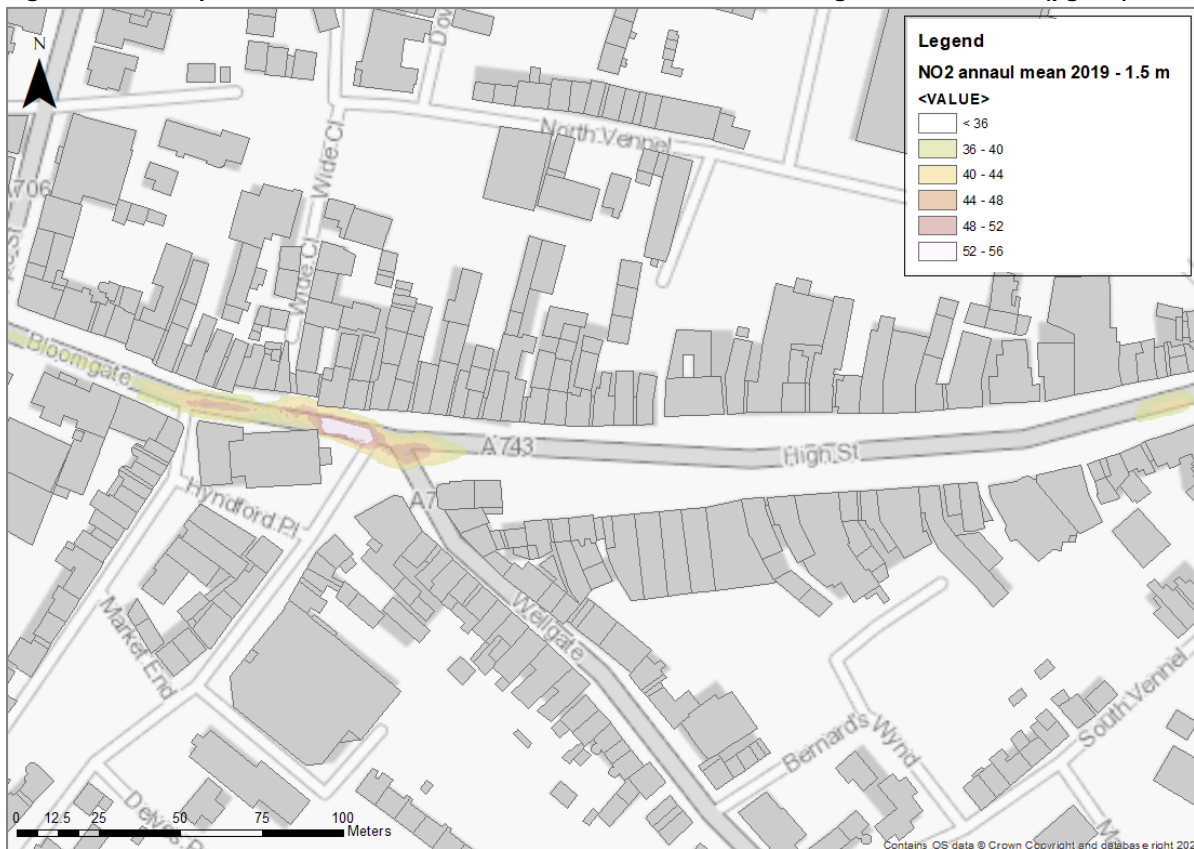 N
Legend
NO2 annaul mean 2019 - 1.5 m
<VALUE>
< 36
36 - 40
40 - 44
44 - 48
48 - 52
52 - 56
North Vennel
Wide Cl
Wide Cl
A706
Bloomgate
A743
High St
A7
Hyndford Pl
Wellgate
Market End
Bernard's Wynd
South Vennel
0 12.5 25 50 75 100
Meters
Contains OS data © Crown Copyright and database right 202